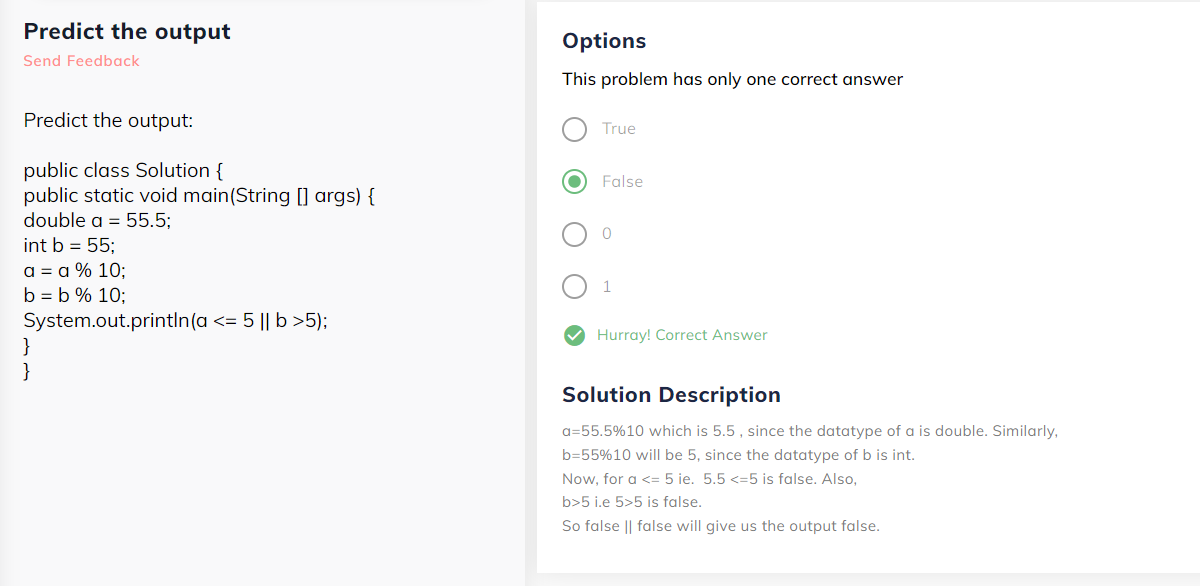 Predict the output
Send Feedback
Predict the output:
public class Solution {
public static void main(String [] args) {
double a = 55.5;
int b = 55;
a = a % 10;
b = b % 10;
System.out.println(a <= 5 || b >5);
}
}
Options
This problem has only one correct answer
True
False
0
1
Hurray! Correct Answer
Solution Description
a=55.5%10 which is 5.5 , since the datatype of a is double. Similarly,
b=55%10 will be 5, since the datatype of b is int.
Now, for a <= 5 ie.  5.5 <=5 is false. Also,
b>5 i.e 5>5 is false.
So false || false will give us the output false.